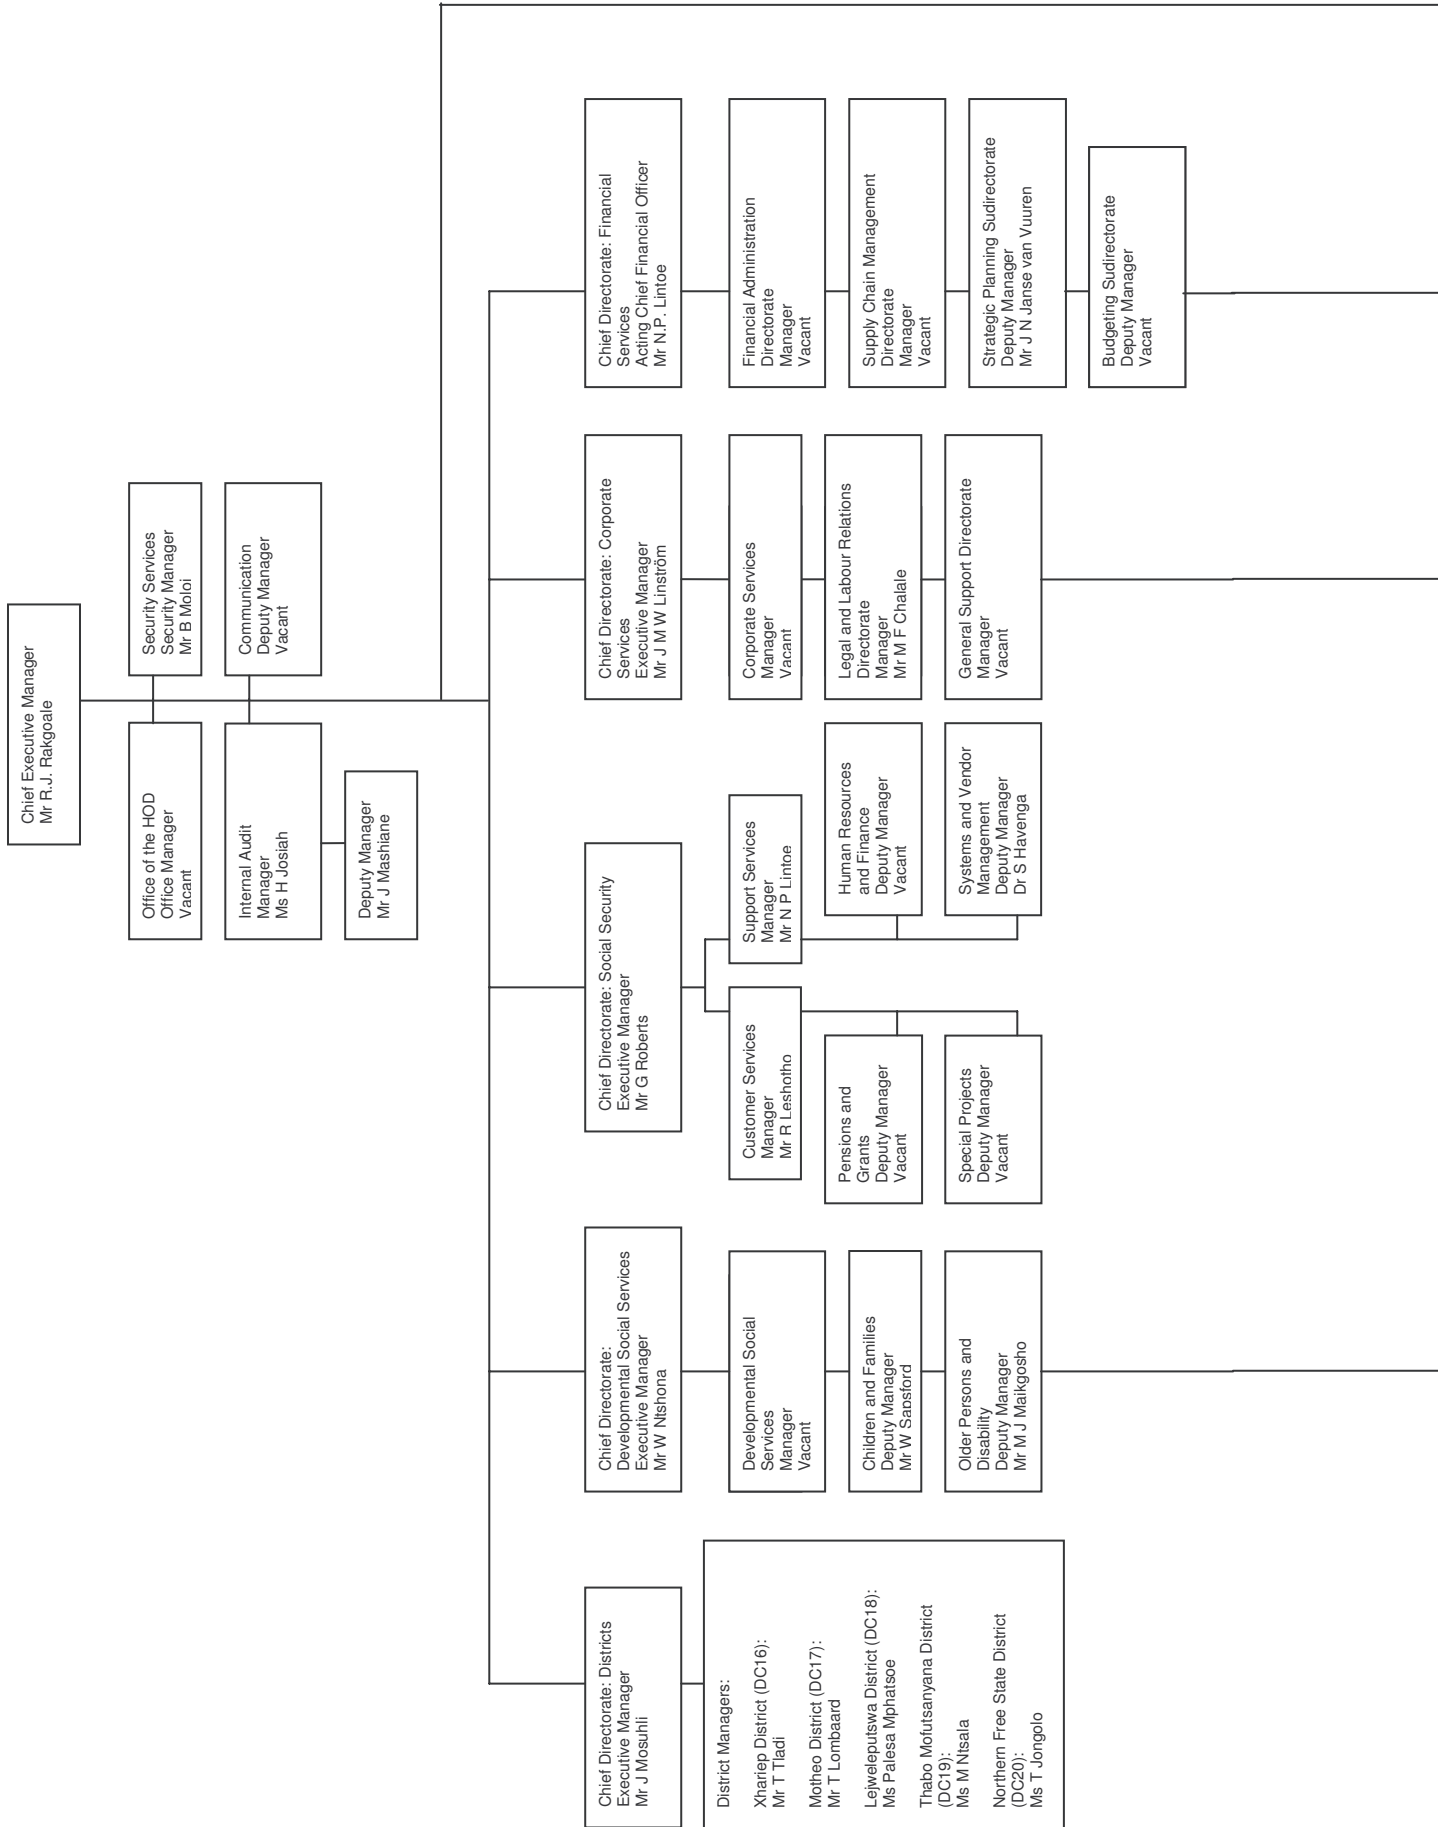 Chief Executive Manager
Mr R.J. Rakgoale
Office of the HOD
Office Manager
Vacant
Security Services
Security Manager
Mr B Moloi
Internal Audit
Manager
Ms H Josiah
Communication
Deputy Manager
Vacant
Deputy Manager
Mr J Mashiane
Chief Directorate: Districts
Executive Manager
Mr J Mosuhli
District Managers:
Xhariep District (DC16):
Mr T Tladi
Motheo District (DC17):
Mr T Lombaard
Lejweleputswa District (DC18):
Ms Palesa Mphatsoe
Thabo Mofutsanyana District
(DC19):
Ms M Ntsala
Northern Free State District
(DC20):
Ms T Jongolo
Chief Directorate:
Developmental Social Services
Executive Manager
Mr W Ntshona
Developmental Social
Services
Manager
Vacant
Children and Families
Deputy Manager
Mr W Sapsford
Older Persons and
Disability
Deputy Manager
Mr M J Maikgosho
Chief Directorate: Social Security
Executive Manager
Mr G Roberts
Customer Services
Manager
Mr R Leshotho
Pensions and
Grants
Deputy Manager
Vacant
Special Projects
Deputy Manager
Vacant
Support Services
Manager
Mr N P Lintoe
Human Resources
and Finance
Deputy Manager
Vacant
Systems and Vendor
Management
Deputy Manager
Dr S Havenga
Chief Directorate: Corporate
Services
Executive Manager
Mr J M W Linström
Corporate Services
Manager
Vacant
Legal and Labour Relations
Directorate
Manager
Mr M F Chalale
General Support Directorate
Manager
Vacant
Chief Directorate: Financial
Services
Acting Chief Financial Officer
Mr N.P. Lintoe
Financial Administration
Directorate
Manager
Vacant
Supply Chain Management
Directorate
Manager
Vacant
Strategic Planning Sudirectorate
Deputy Manager
Mr J N Janse van Vuuren
Budgeting Sudirectorate
Deputy Manager
Vacant